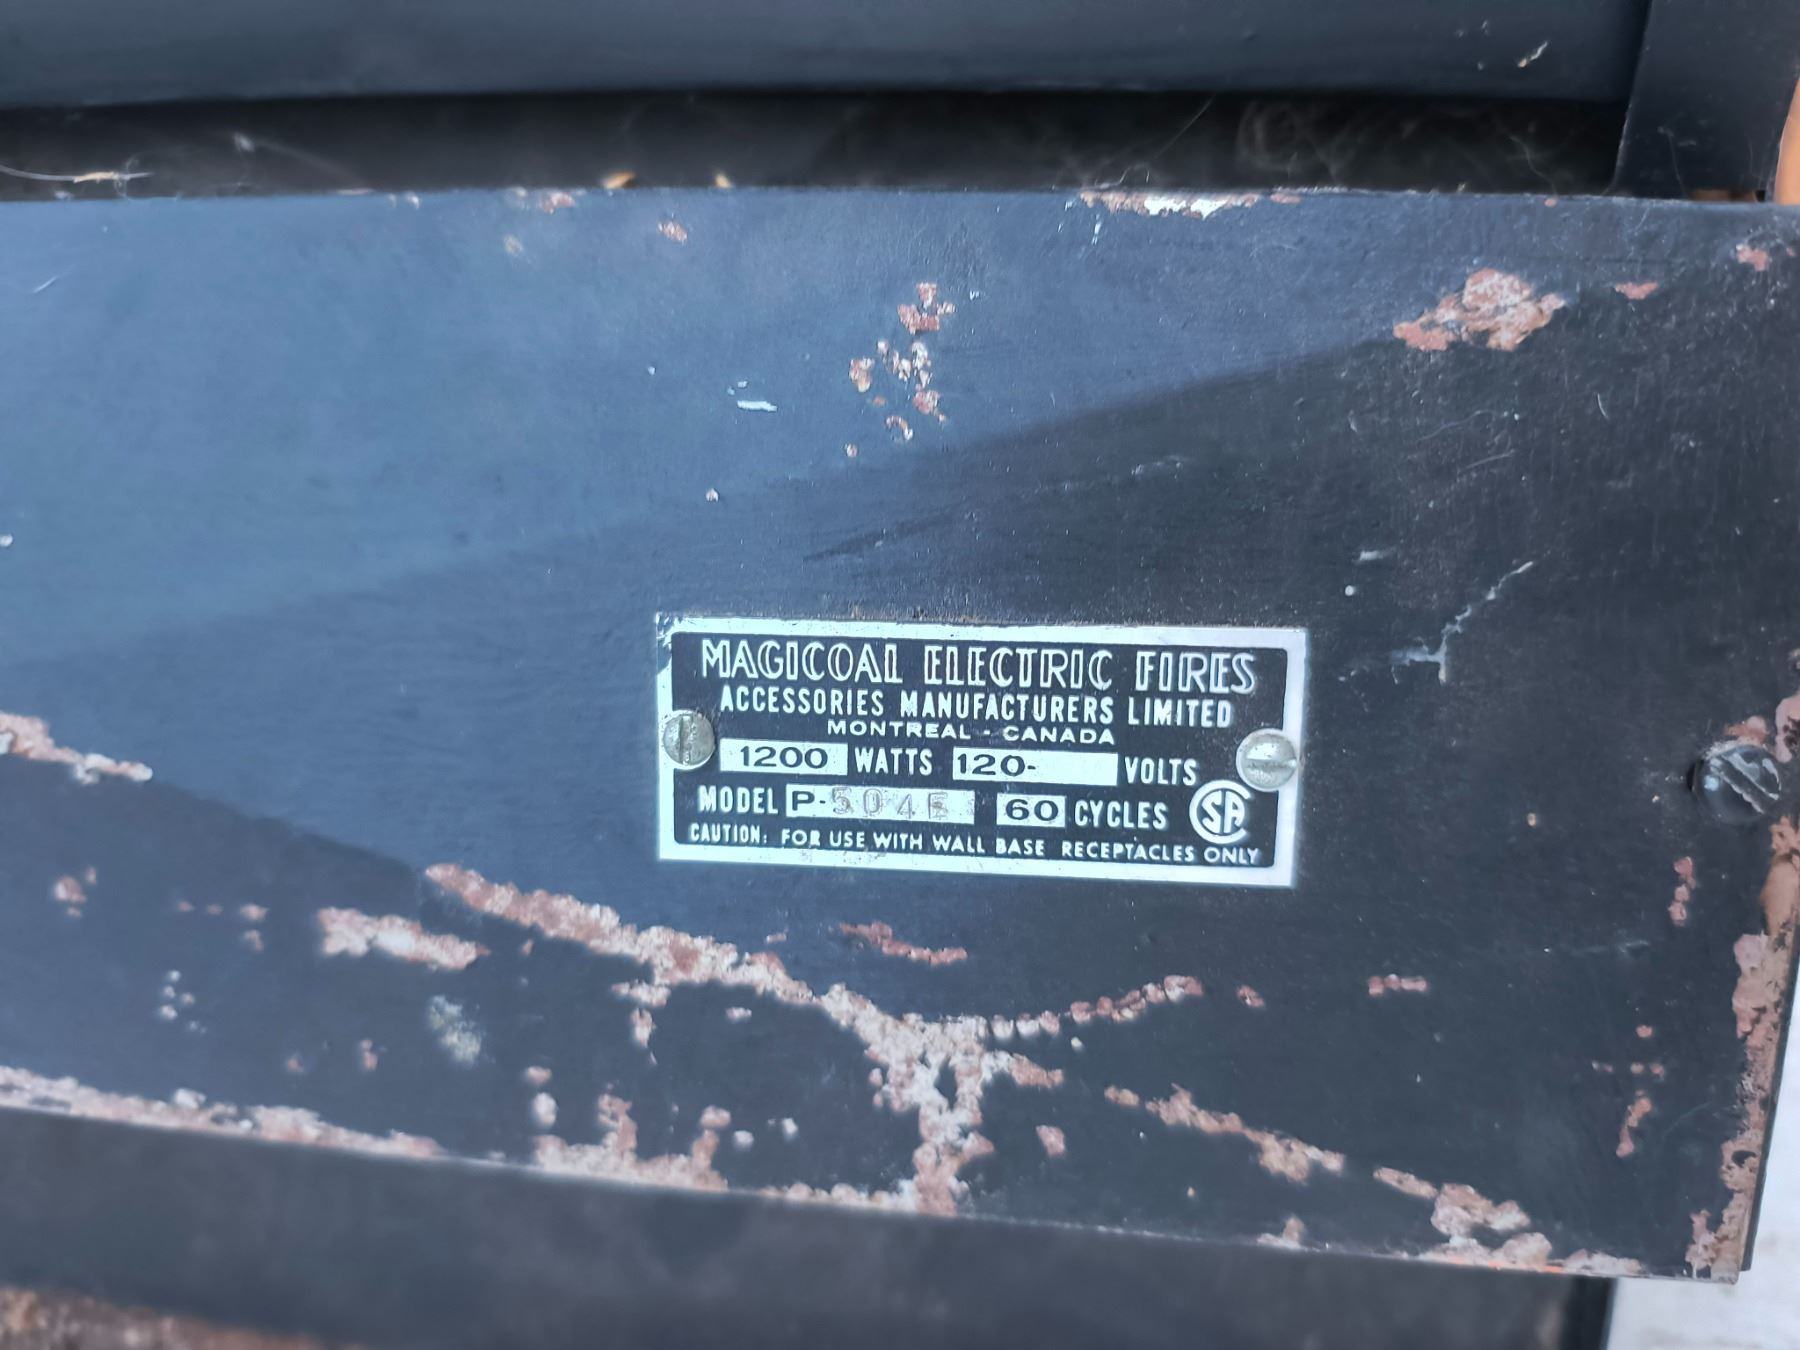 MAGICOAL ELECTRIC FIRES
ACCESSORIES MANUFACTURERS LIMITED
MONTREAL - CANADA
1200 WATTS 120- VOLTS
MODEL P-504E 60 CYCLES CSA
CAUTION: FOR USE WITH WALL BASE RECEPTACLES ONLY